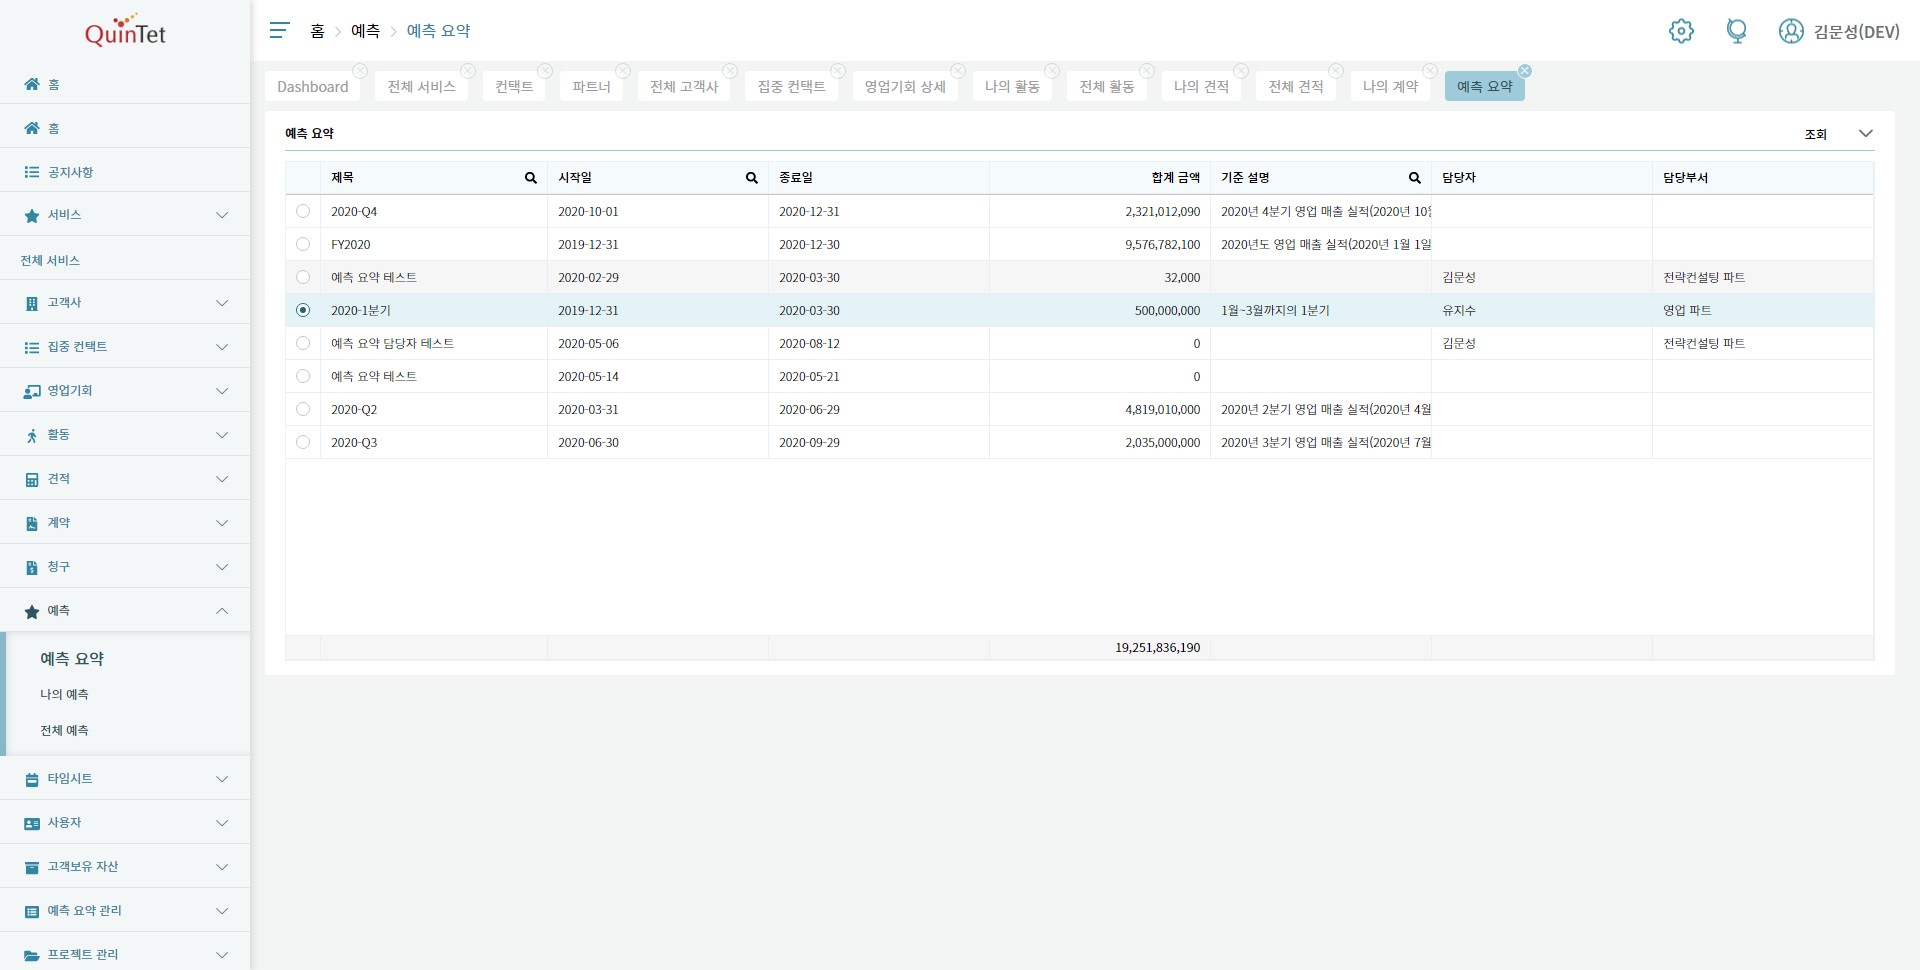 QuinTet
홈 > 예측 > 예측 요약
김문성(DEV)
Dashboard 전체 서비스 컨택트 파트너 전체 고객사 집중 컨택트 영업기회 상세 나의 활동 전체 활동 나의 견적 전체 견적 나의 계약 예측 요약
홈
홈
공지사항
서비스
전체 서비스
고객사
집중 컨택트
영업기회
활동
견적
계약
청구
예측
예측 요약
나의 예측
전체 예측
타임시트
사용자
고객보유 자산
예측 요약 관리
프로젝트 관리
예측 요약 조회
제목 시작일 종료일 합계 금액 기준 설명 담당자 담당부서
2020-Q4 2020-10-01 2020-12-31 2,321,012,090 2020년 4분기 영업 매출 실적(2020년 10
FY2020 2019-12-31 2020-12-30 9,576,782,100 2020년도 영업 매출 실적(2020년 1월 1일
예측 요약 테스트 2020-02-29 2020-03-30 32,000 김문성 전략컨설팅 파트
2020-1분기 2019-12-31 2020-03-30 500,000,000 1월~3월까지의 1분기 유지수 영업 파트
예측 요약 담당자 테스트 2020-05-06 2020-08-12 0 김문성 전략컨설팅 파트
예측 요약 테스트 2020-05-14 2020-05-21 0
2020-Q2 2020-03-31 2020-06-29 4,819,010,000 2020년 2분기 영업 매출 실적(2020년 4월
2020-Q3 2020-06-30 2020-09-29 2,035,000,000 2020년 3분기 영업 매출 실적(2020년 7월
19,251,836,190